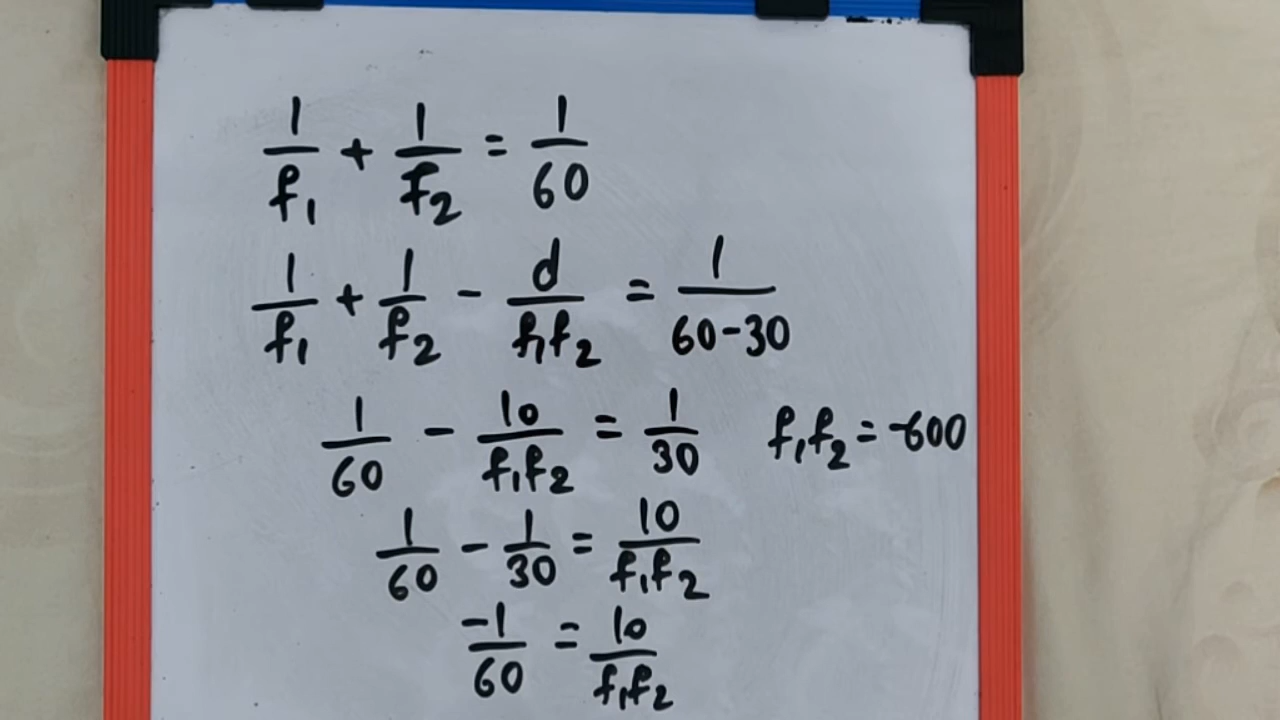 1/f₁ + 1/f₂ = 1/60
1/f₁ + 1/f₂ - d/f₁f₂ = 1/60-30
1/60 - 10/f₁f₂ = 1/30 f₁f₂ = -600
1/60 - 1/30 = 10/f₁f₂
-1/60 = 10/f₁f₂